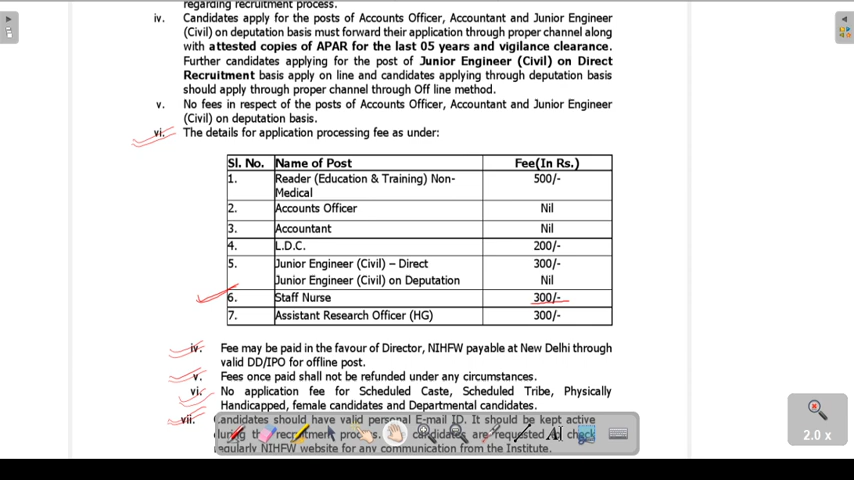 regarding recruitment process.
iv. Candidates apply for the posts of Accounts Officer, Accountant and Junior Engineer
(Civil) on deputation basis must forward their application through proper channel along
with attested copies of APAR for the last 05 years and vigilance clearance.
Further candidates applying for the post of Junior Engineer (Civil) on Direct
Recruitment basis apply on line and candidates applying through deputation basis
should apply through proper channel through Off line method.
v. No fees in respect of the posts of Accounts Officer, Accountant and Junior Engineer
(Civil) on deputation basis.
vi. The details for application processing fee as under:
Sl. No. Name of Post Fee(In Rs.)
1. Reader (Education & Training) Non- 500/-
Medical
2. Accounts Officer Nil
3. Accountant Nil
4. L.D.C. 200/-
5. Junior Engineer (Civil) – Direct 300/-
Junior Engineer (Civil) on Deputation Nil
6. Staff Nurse 300/-
7. Assistant Research Officer (HG) 300/-
iv. Fee may be paid in the favour of Director, NIHFW payable at New Delhi through
valid DD/IPO for offline post.
v. Fees once paid shall not be refunded under any circumstances.
vi. No application fee for Scheduled Caste, Scheduled Tribe, Physically
Handicapped, female candidates and Departmental candidates.
vii. Candidates should have valid personal E-mail ID. It should be kept active
during the recruitment process. candidates are requested check
regularly NIHFW website for any communication from the Institute.
2.0 x